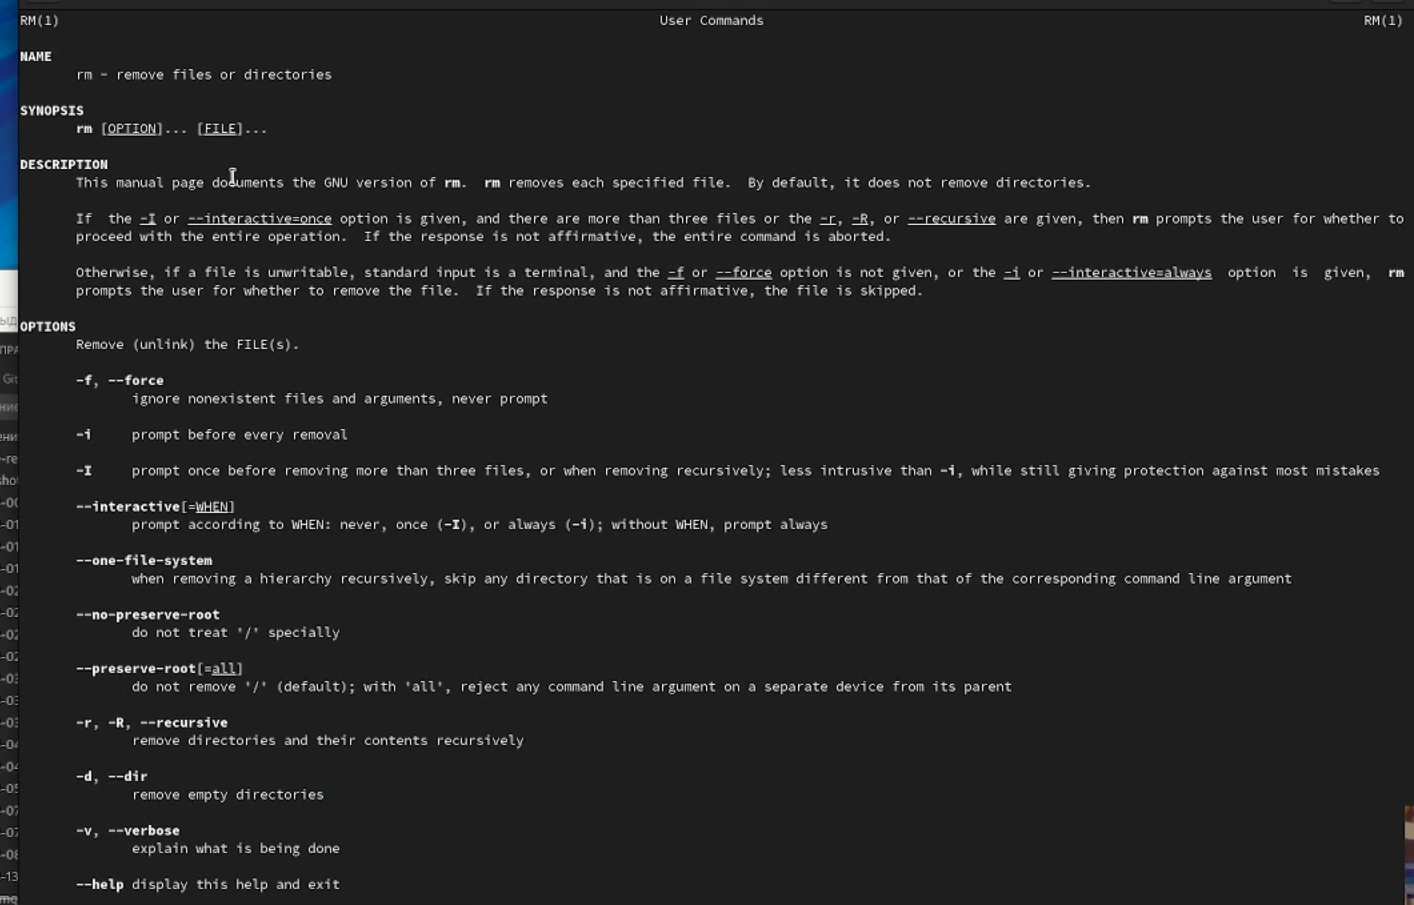 RM(1) User Commands RM(1)
NAME
rm - remove files or directories
SYNOPSIS
rm [OPTION]... [FILE]...
DESCRIPTION
This manual page documents the GNU version of rm. rm removes each specified file. By default, it does not remove directories.
If the -I or --interactive=once option is given, and there are more than three files or the -r, -R, or --recursive are given, then rm prompts the user for whether to
proceed with the entire operation. If the response is not affirmative, the entire command is aborted.
Otherwise, if a file is unwritable, standard input is a terminal, and the -f or --force option is not given, or the -i or --interactive=always option is given, rm
prompts the user for whether to remove the file. If the response is not affirmative, the file is skipped.
OPTIONS
Remove (unlink) the FILE(s).
-f, --force
ignore nonexistent files and arguments, never prompt
-i prompt before every removal
-I prompt once before removing more than three files, or when removing recursively; less intrusive than -i, while still giving protection against most mistakes
--interactive[=WHEN]
prompt according to WHEN: never, once (-I), or always (-i); without WHEN, prompt always
--one-file-system
when removing a hierarchy recursively, skip any directory that is on a file system different from that of the corresponding command line argument
--no-preserve-root
do not treat '/' specially
--preserve-root[=all]
do not remove '/' (default); with 'all', reject any command line argument on a separate device from its parent
-r, -R, --recursive
remove directories and their contents recursively
-d, --dir
remove empty directories
-v, --verbose
explain what is being done
--help display this help and exit